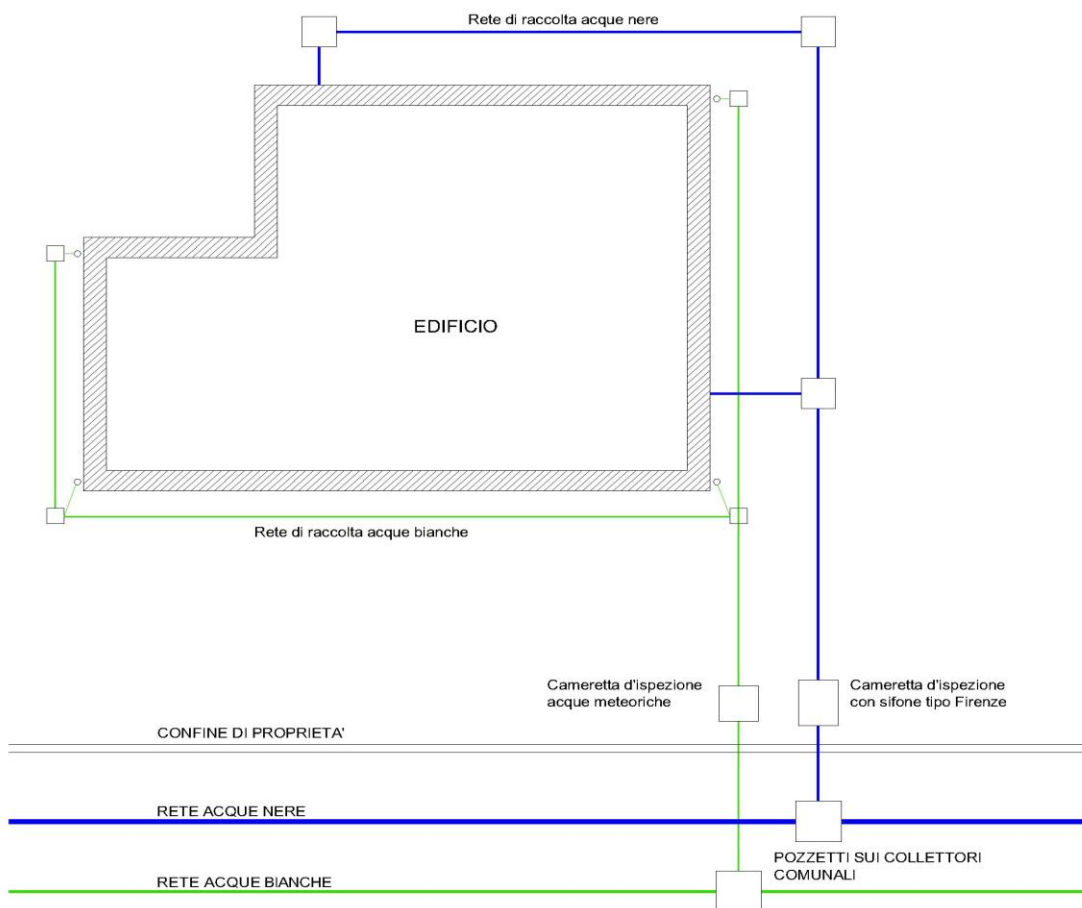 Rete di raccolta acque nere
EDIFICIO
Rete di raccolta acque bianche
Cameretta d'ispezione
acque meteoriche
Cameretta d'ispezione
con sifone tipo Firenze
CONFINE DI PROPRIETA'
RETE ACQUE NERE
POZZETTI SUI COLLETTORI
COMUNALI
RETE ACQUE BIANCHE